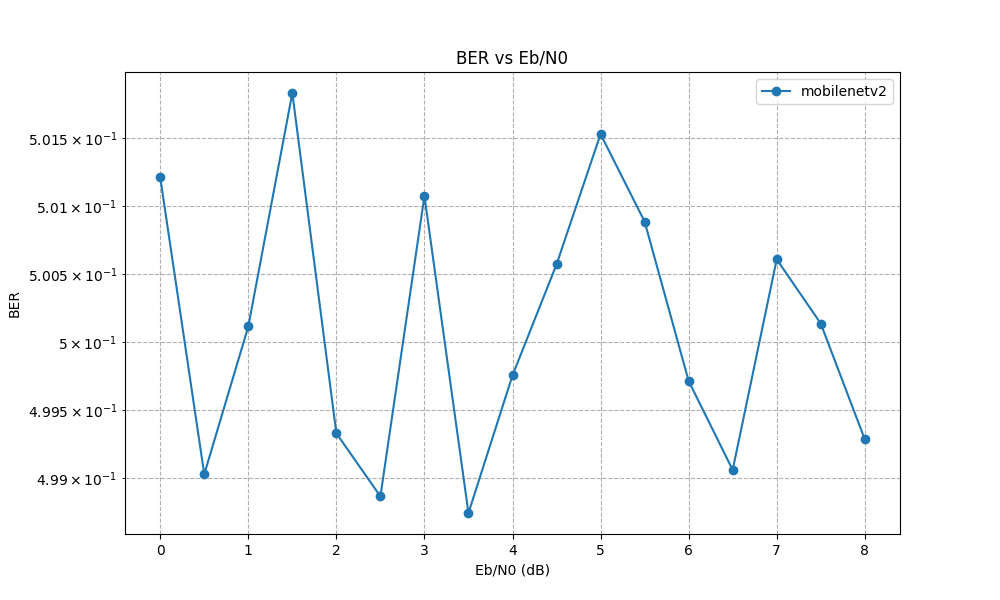 BER vs Eb/N0
mobilenetv2
BER
5.015 × 10⁻¹
5.01 × 10⁻¹
5.005 × 10⁻¹
5 × 10⁻¹
4.995 × 10⁻¹
4.99 × 10⁻¹
0 1 2 3 4 5 6 7 8
Eb/N0 (dB)